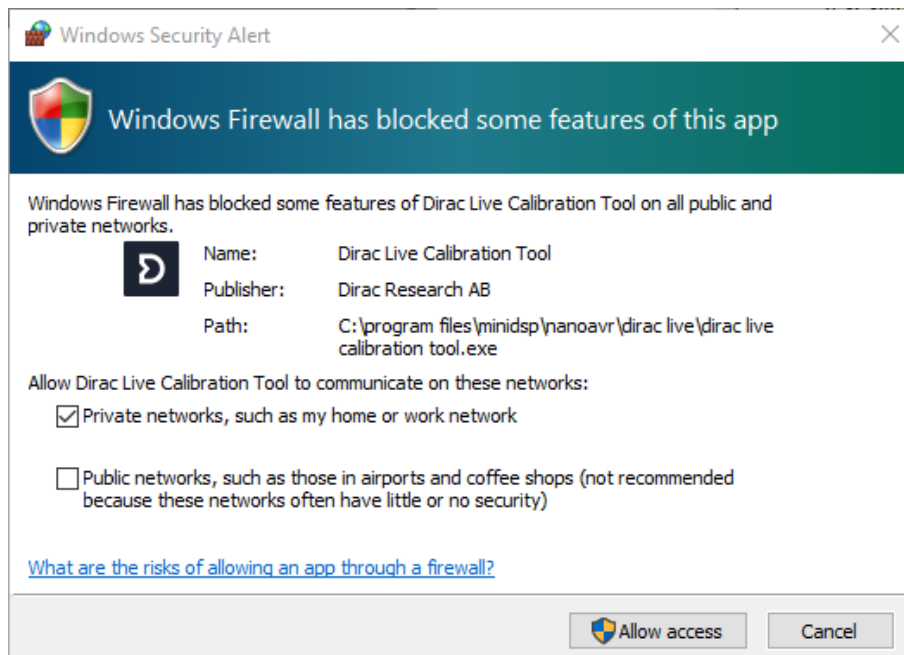 Windows Security Alert
Windows Firewall has blocked some features of this app
Windows Firewall has blocked some features of Dirac Live Calibration Tool on all public and
private networks.
Name: Dirac Live Calibration Tool
Publisher: Dirac Research AB
Path: C:\program files\minidsp\nanoavr\dirac live\dirac live
calibration tool.exe
Allow Dirac Live Calibration Tool to communicate on these networks:
Private networks, such as my home or work network
Public networks, such as those in airports and coffee shops (not recommended
because these networks often have little or no security)
What are the risks of allowing an app through a firewall?
Allow access Cancel